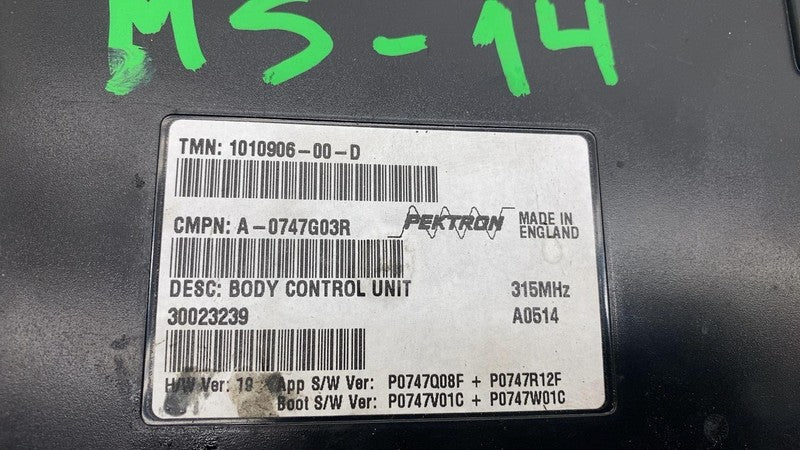 MS-14
TMN: 1010906-00-D
CMPN: A-0747G03R
PEKTRON
MADE IN
ENGLAND
DESC: BODY CONTROL UNIT
315MHz
30023239
A0514
H/W Ver: 19 App S/W Ver: P0747Q08F + P0747R12F
Boot S/W Ver: P0747V01C + P0747W01C